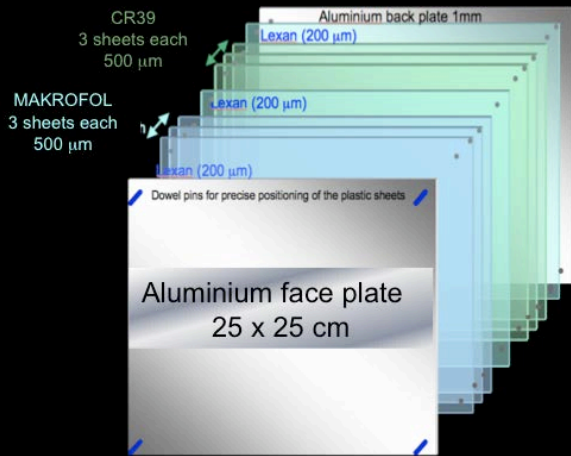 CR39
3 sheets each
500 µm
Aluminium back plate 1mm
Lexan (200 µm)
MAKROFOL
3 sheets each
500 µm
Lexan (200 µm)
Lexan (200 µm)
Dowel pins for precise positioning of the plastic sheets
Aluminium face plate
25 x 25 cm